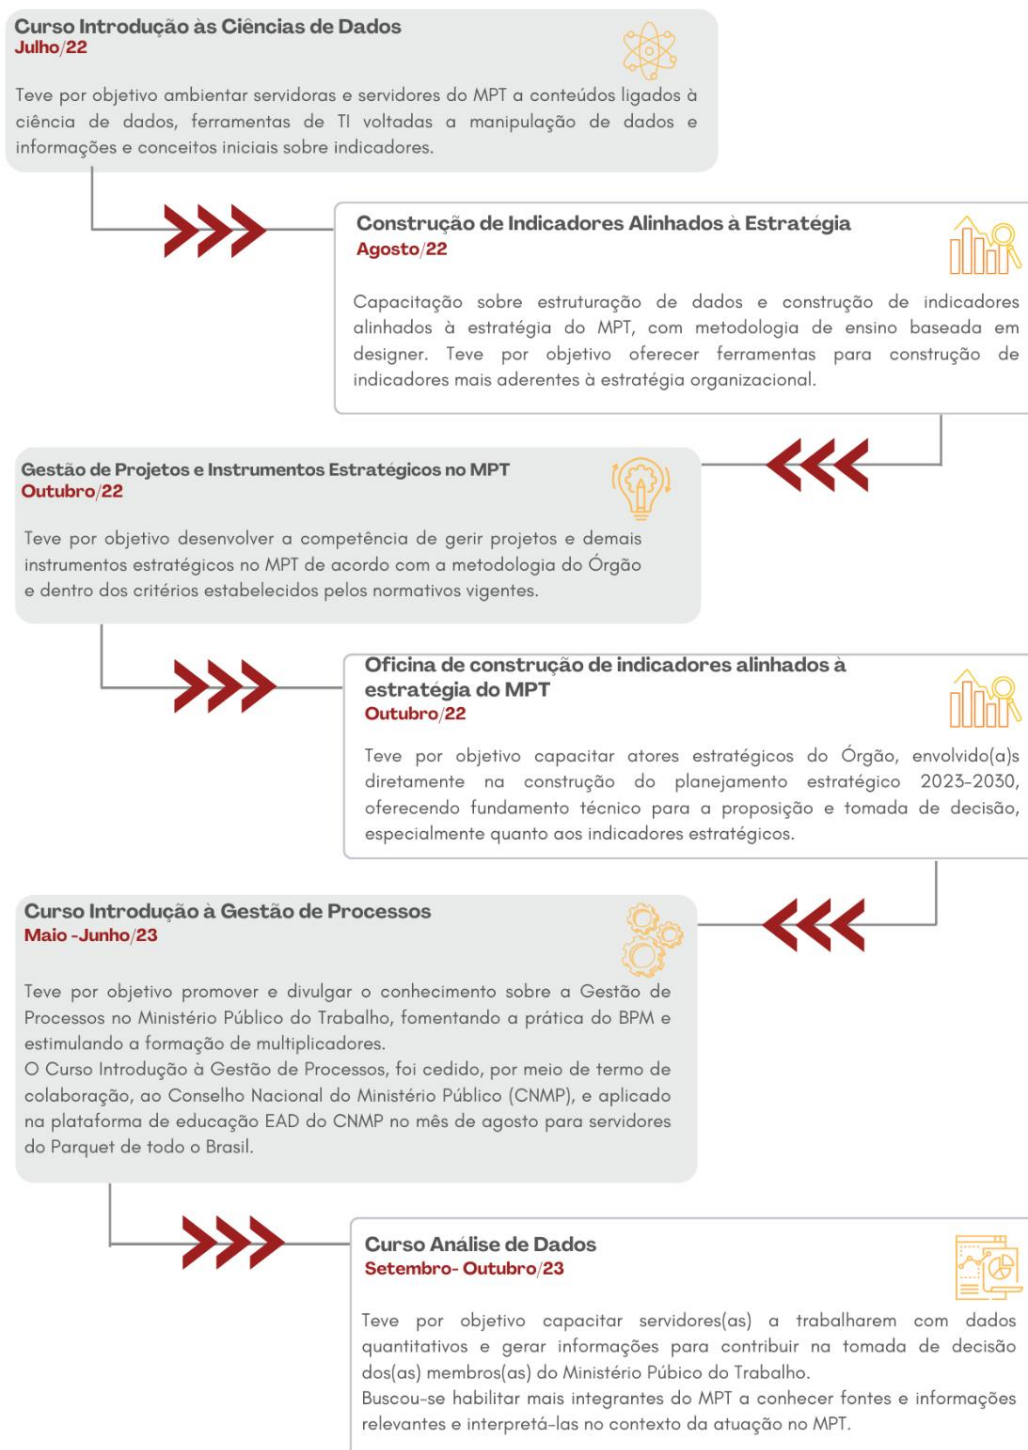 Curso Introdução às Ciências de Dados
Julho/22
Teve por objetivo ambientar servidoras e servidores do MPT a conteúdos ligados à
ciência de dados, ferramentas de TI voltadas a manipulação de dados e
informações e conceitos iniciais sobre indicadores.
Construção de Indicadores Alinhados à Estratégia
Agosto/22
Capacitação sobre estruturação de dados e construção de indicadores
alinhados à estratégia do MPT, com metodologia de ensino baseada em
designer. Teve por objetivo oferecer ferramentas para construção de
indicadores mais aderentes à estratégia organizacional.
Gestão de Projetos e Instrumentos Estratégicos no MPT
Outubro/22
Teve por objetivo desenvolver a competência de gerir projetos e demais
instrumentos estratégicos no MPT de acordo com a metodologia do Órgão
e dentro dos critérios estabelecidos pelos normativos vigentes.
Oficina de construção de indicadores alinhados à
estratégia do MPT
Outubro/22
Teve por objetivo capacitar atores estratégicos do Órgão, envolvido(a)s
diretamente na construção do planejamento estratégico 2023-2030,
oferecendo fundamento técnico para a proposição e tomada de decisão,
especialmente quanto aos indicadores estratégicos.
Curso Introdução à Gestão de Processos
Maio -Junho/23
Teve por objetivo promover e divulgar o conhecimento sobre a Gestão de
Processos no Ministério Público do Trabalho, fomentando a prática do BPM e
estimulando a formação de multiplicadores.
O Curso Introdução à Gestão de Processos, foi cedido, por meio de termo de
colaboração, ao Conselho Nacional do Ministério Público (CNMP), e aplicado
na plataforma de educação EAD do CNMP no mês de agosto para servidores
do Parquet de todo o Brasil.
Curso Análise de Dados
Setembro- Outubro/23
Teve por objetivo capacitar servidores(as) a trabalharem com dados
quantitativos e gerar informações para contribuir na tomada de decisão
dos(as) membros(as) do Ministério Púbico do Trabalho.
Buscou-se habilitar mais integrantes do MPT a conhecer fontes e informações
relevantes e interpretá-las no contexto da atuação no MPT.